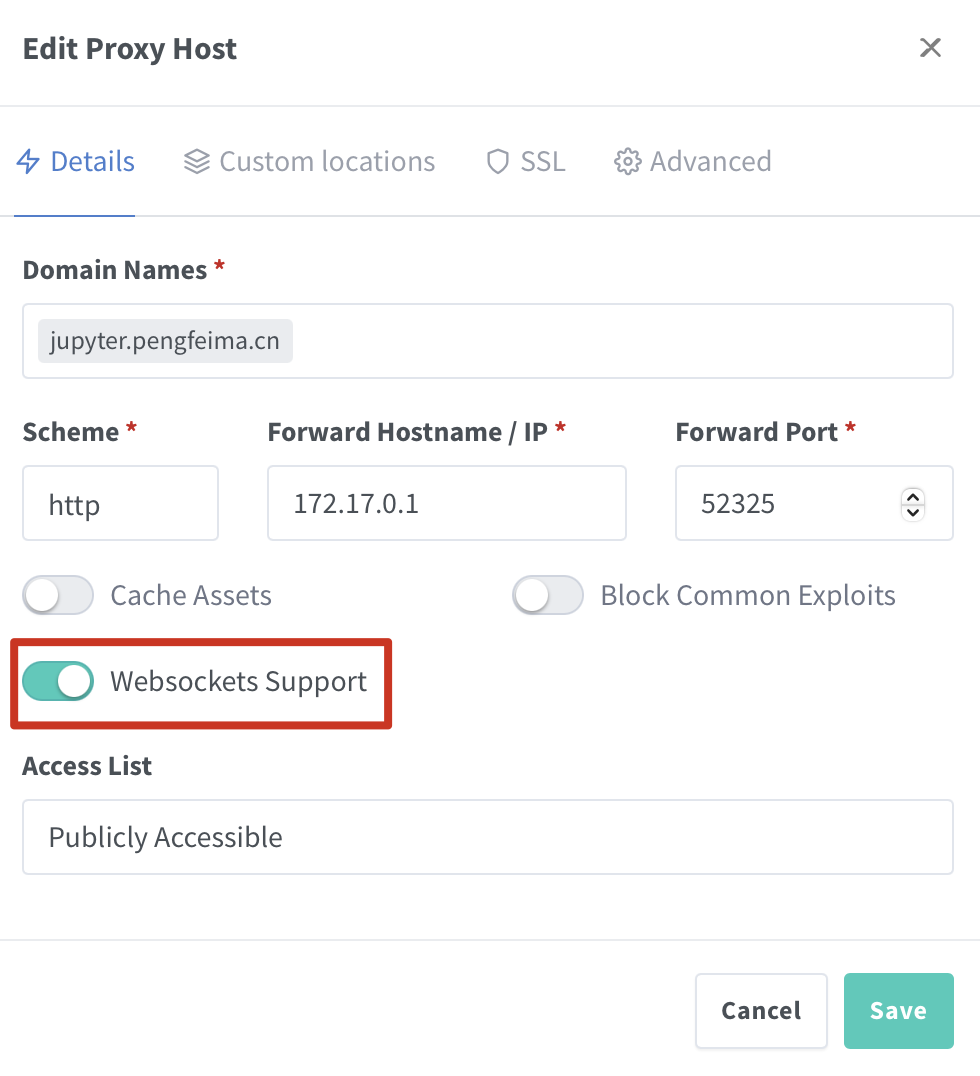 Edit Proxy Host
Details Custom locations SSL Advanced
Domain Names *
jupyter.pengfeima.cn
Scheme * Forward Hostname / IP * Forward Port *
http 172.17.0.1 52325
Cache Assets Block Common Exploits
Websockets Support
Access List
Publicly Accessible
Cancel Save